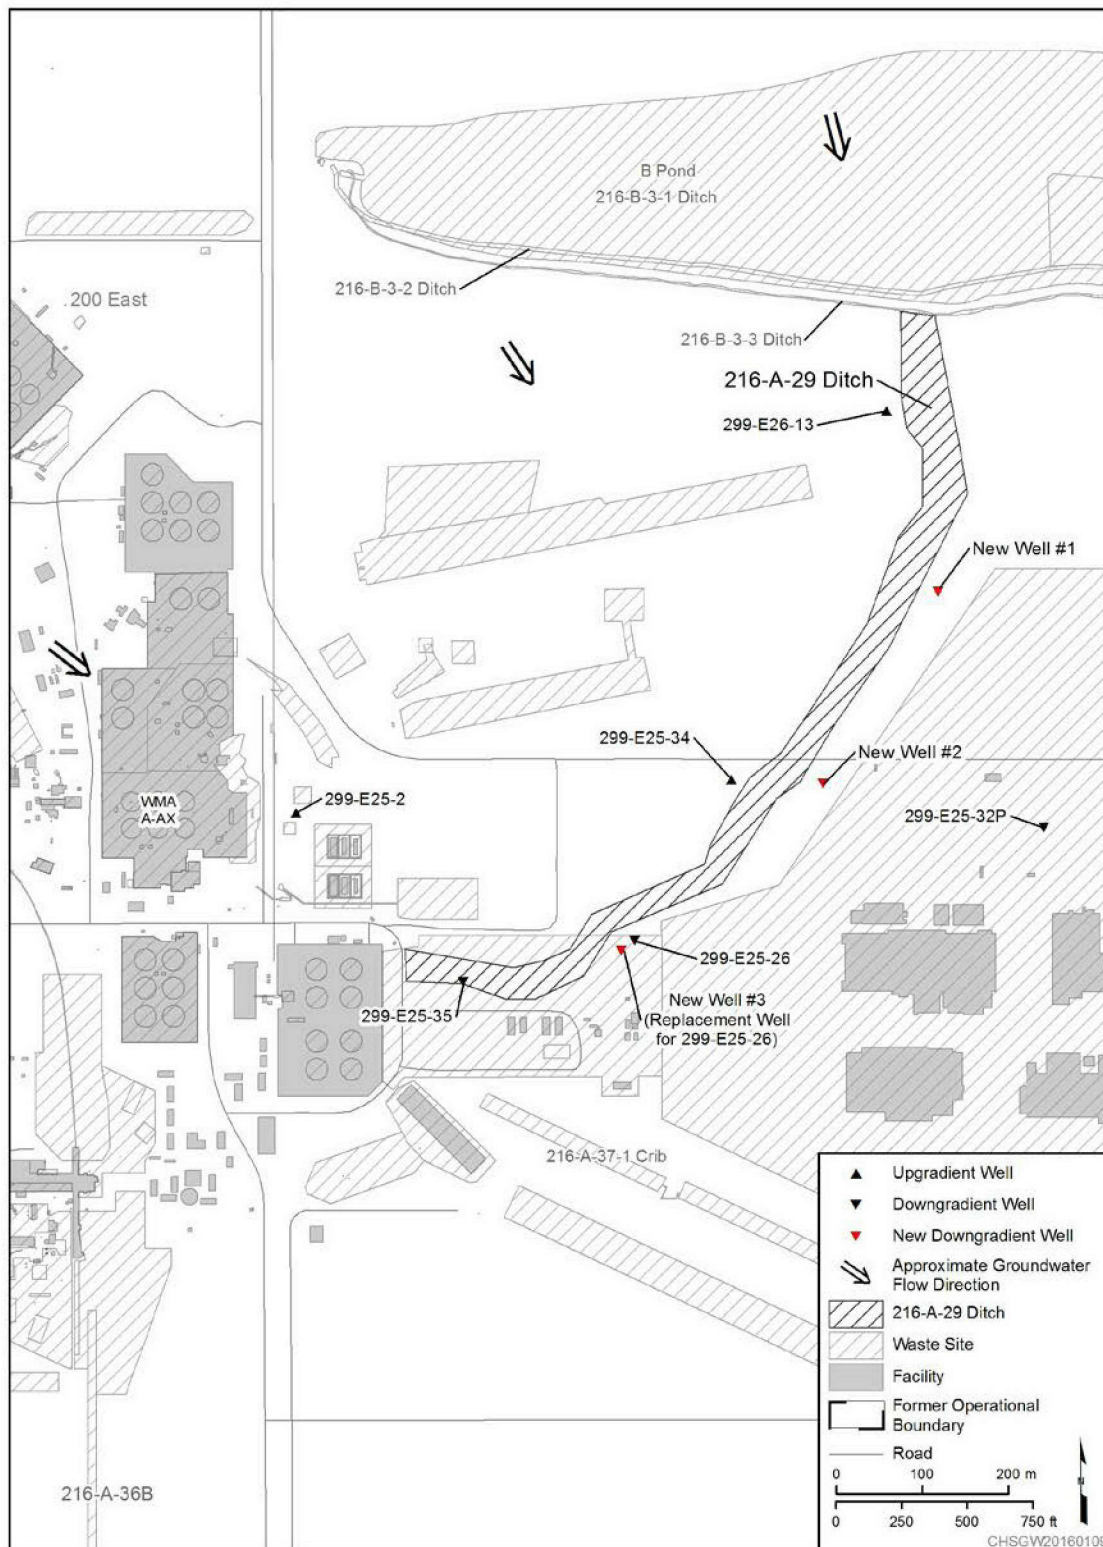 B Pond
216-B-3-1 Ditch
216-B-3-2 Ditch
200 East
216-B-3-3 Ditch
216-A-29 Ditch
299-E26-13
New Well #1
299-E25-34
New Well #2
299-E25-2
WMA
A-AX
299-E25-32P
299-E25-26
New Well #3
(Replacement Well
for 299-E25-26)
299-E25-35
216-A-37-1 Crib
216-A-36B
Upgradient Well
Downgradient Well
New Downgradient Well
Approximate Groundwater
Flow Direction
216-A-29 Ditch
Waste Site
Facility
Former Operational
Boundary
Road
0 100 200 m
0 250 500 750 ft
N
CHSGW20160109